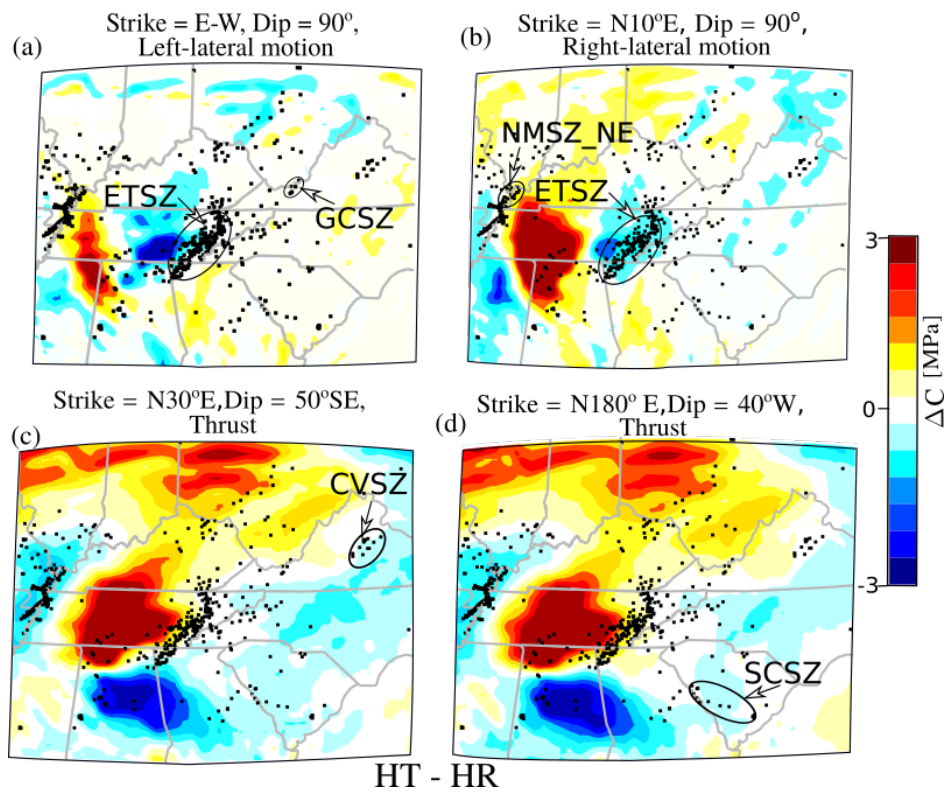 (a)
Strike = E-W, Dip = 90°,
Left-lateral motion
ETSZ
GCSZ
(b)
Strike = N10°E, Dip = 90°,
Right-lateral motion
NMSZ_NE
ETSZ
(c)
Strike = N30°E,Dip = 50°SE,
Thrust
CVSZ
(d)
Strike = N180° E,Dip = 40°W,
Thrust
SCSZ
3
0
-3
ΔC [MPa]
HT - HR